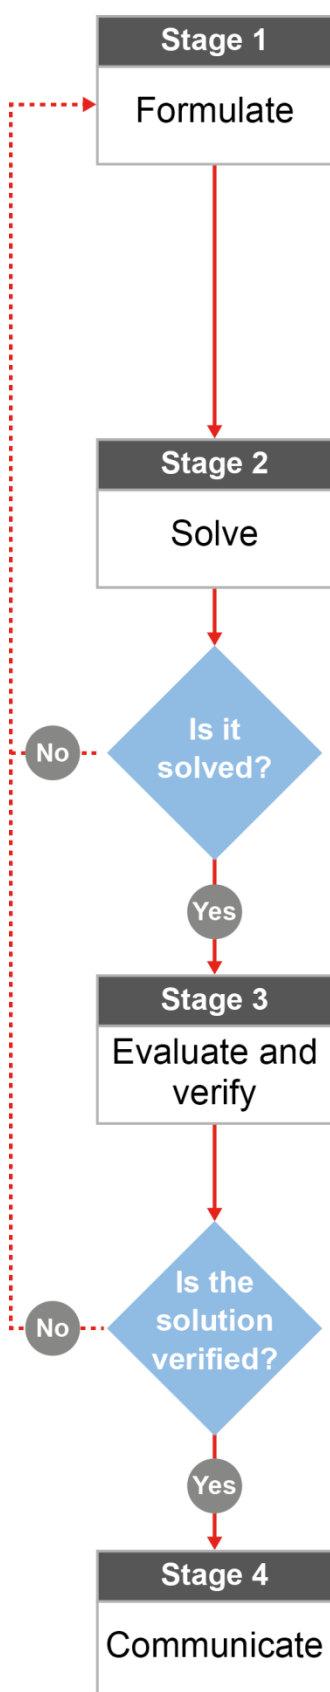 Stage 1
Formulate
Stage 2
Solve
Is it
solved?
No
Yes
Stage 3
Evaluate and
verify
Is the
solution
verified?
No
Yes
Stage 4
Communicate